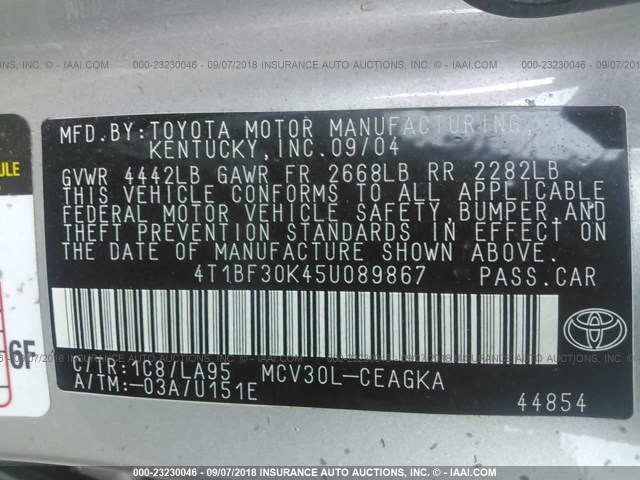 000-23230046 - 09/07/2018 INSURANCE AUTO AUCTIONS, INC. - © IAAI.COM
MFD.BY:TOYOTA MOTOR MANUFACTURING,
KENTUCKY,INC.09/04
GVWR 4442LB GAWR FR 2668LB RR 2282LB
THIS VEHICLE CONFORMS TO ALL APPLICABLE
FEDERAL MOTOR VEHICLE SAFETY,BUMPER,AND
THEFT PREVENTION STANDARDS IN EFFECT ON
THE DATE OF MANUFACTURE SHOWN ABOVE.
4T1BF30K45U089867 PASS.CAR
C/TR:1C8/LA95 MCV30L-CEAGKA
A/TM:-03A/U151E
44854
TOYOTA
6F
000-23230046 - 09/07/2018 INSURANCE AUTO AUCTIONS, INC. - © IAAI.COM